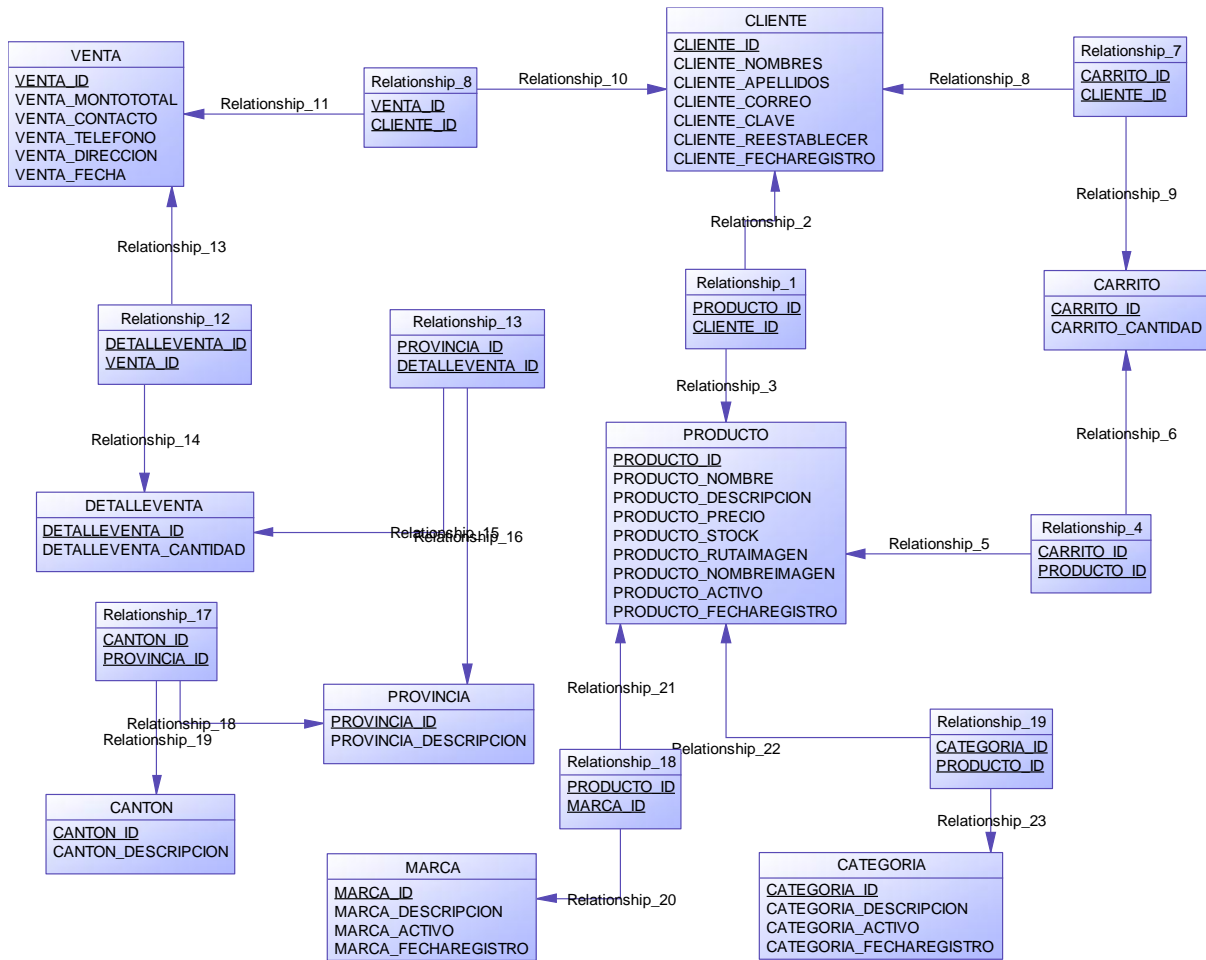 VENTA
VENTA_ID
VENTA_MONTOTOTAL
VENTA_CONTACTO
VENTA_TELEFONO
VENTA_DIRECCION
VENTA_FECHA
Relationship_11
Relationship_8
VENTA_ID
CLIENTE_ID
Relationship_10
CLIENTE
CLIENTE_ID
CLIENTE_NOMBRES
CLIENTE_APELLIDOS
CLIENTE_CORREO
CLIENTE_CLAVE
CLIENTE_REESTABLECER
CLIENTE_FECHAREGISTRO
Relationship_8
Relationship_7
CARRITO_ID
CLIENTE_ID
Relationship_9
Relationship_2
Relationship_13
Relationship_1
PRODUCTO_ID
CLIENTE_ID
CARRITO
CARRITO_ID
CARRITO_CANTIDAD
Relationship_12
DETALLEVENTA_ID
VENTA_ID
Relationship_13
PROVINCIA_ID
DETALLEVENTA_ID
Relationship_3
Relationship_14
Relationship_6
PRODUCTO
PRODUCTO_ID
PRODUCTO_NOMBRE
PRODUCTO_DESCRIPCION
PRODUCTO_PRECIO
PRODUCTO_STOCK
PRODUCTO_RUTAIMAGEN
PRODUCTO_NOMBREIMAGEN
PRODUCTO_ACTIVO
PRODUCTO_FECHAREGISTRO
DETALLEVENTA
DETALLEVENTA_ID
DETALLEVENTA_CANTIDAD
Relationship_15
Relationship_16
Relationship_5
Relationship_4
CARRITO_ID
PRODUCTO_ID
Relationship_17
CANTON_ID
PROVINCIA_ID
Relationship_18
Relationship_19
PROVINCIA
PROVINCIA_ID
PROVINCIA_DESCRIPCION
Relationship_21
Relationship_22
Relationship_19
CATEGORIA_ID
PRODUCTO_ID
Relationship_18
PRODUCTO_ID
MARCA_ID
CANTON
CANTON_ID
CANTON_DESCRIPCION
Relationship_23
MARCA
MARCA_ID
MARCA_DESCRIPCION
MARCA_ACTIVO
MARCA_FECHAREGISTRO
Relationship_20
CATEGORIA
CATEGORIA_ID
CATEGORIA_DESCRIPCION
CATEGORIA_ACTIVO
CATEGORIA_FECHAREGISTRO